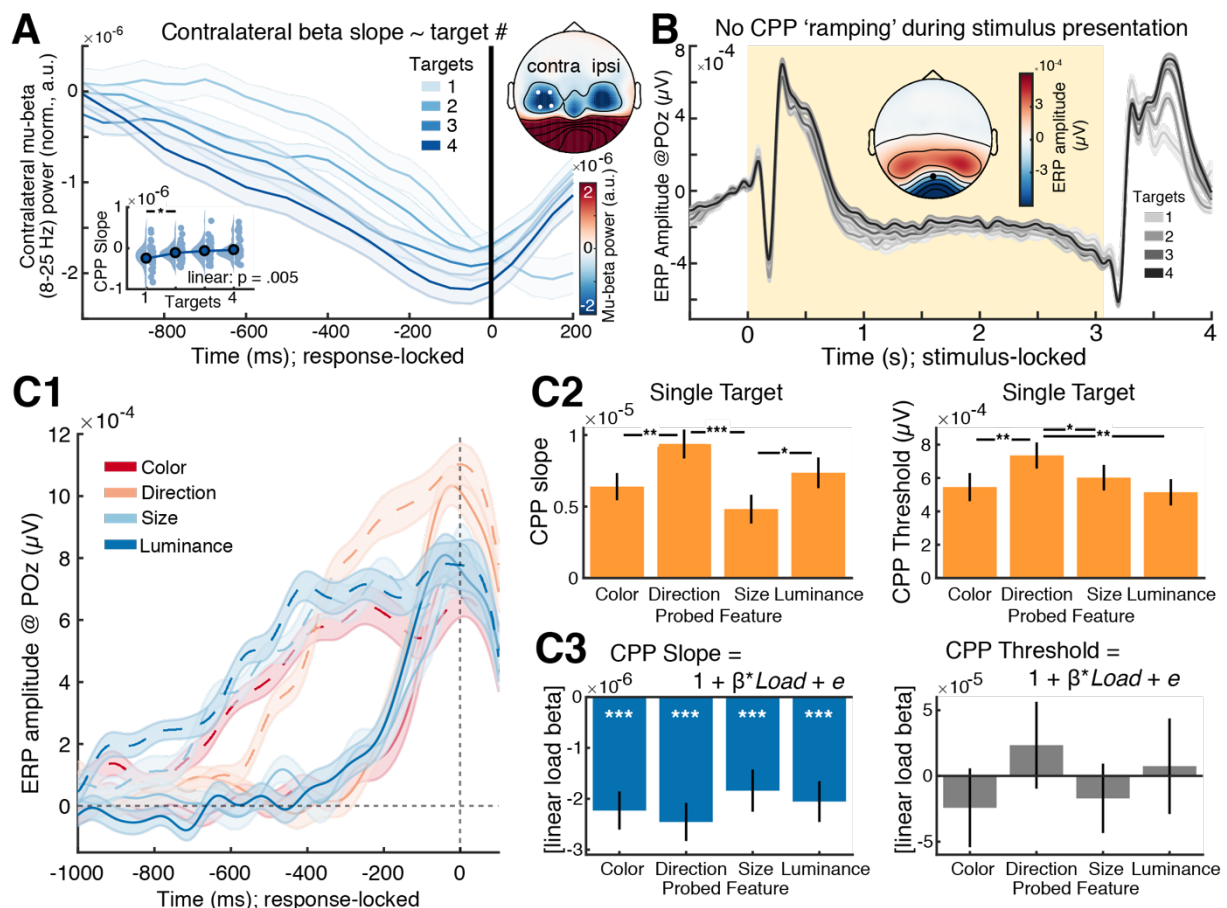 A
Contralateral beta slope ~ target #
×10⁻⁶
Contralateral mu-beta
(8-25 Hz) power (norm., a.u.)
0
-1
-2
Targets
1
2
3
4
contra ipsi
×10⁻⁶
2
0
-2
Mu-beta power (a.u.)
×10⁻⁶
CPP Slope
1
0
-1
*
linear: p = .005
1 4
Targets
-800 -600 -400 -200 0 200
Time (ms); response-locked
B
No CPP ‘ramping’ during stimulus presentation
×10⁻⁴
ERP Amplitude @POz (µV)
8
4
0
-4
.10⁻⁴
3
0
-3
ERP amplitude
(µV)
Targets
1
2
3
4
0 1 2 3 4
Time (s); stimulus-locked
C1
×10⁻⁴
ERP amplitude @ POz (µV)
12
10
8
6
4
2
0
Color
Direction
Size
Luminance
-1000 -800 -600 -400 -200 0
Time (ms); response-locked
C2
Single Target
×10⁻⁵
CPP slope
1
0.5
0
** *** *
Color Direction Size Luminance
Probed Feature
Single Target
×10⁻⁴
CPP Threshold (µV)
8
6
4
2
0
** * **
Color Direction Size Luminance
Probed Feature
C3
CPP Slope =
1 + β*Load + e
×10⁻⁶
[linear load beta]
0
-1
-2
-3
*** *** *** ***
Color Direction Size Luminance
Probed Feature
CPP Threshold =
1 + β*Load + e
×10⁻⁵
[linear load beta]
5
0
-5
Color Direction Size Luminance
Probed Feature